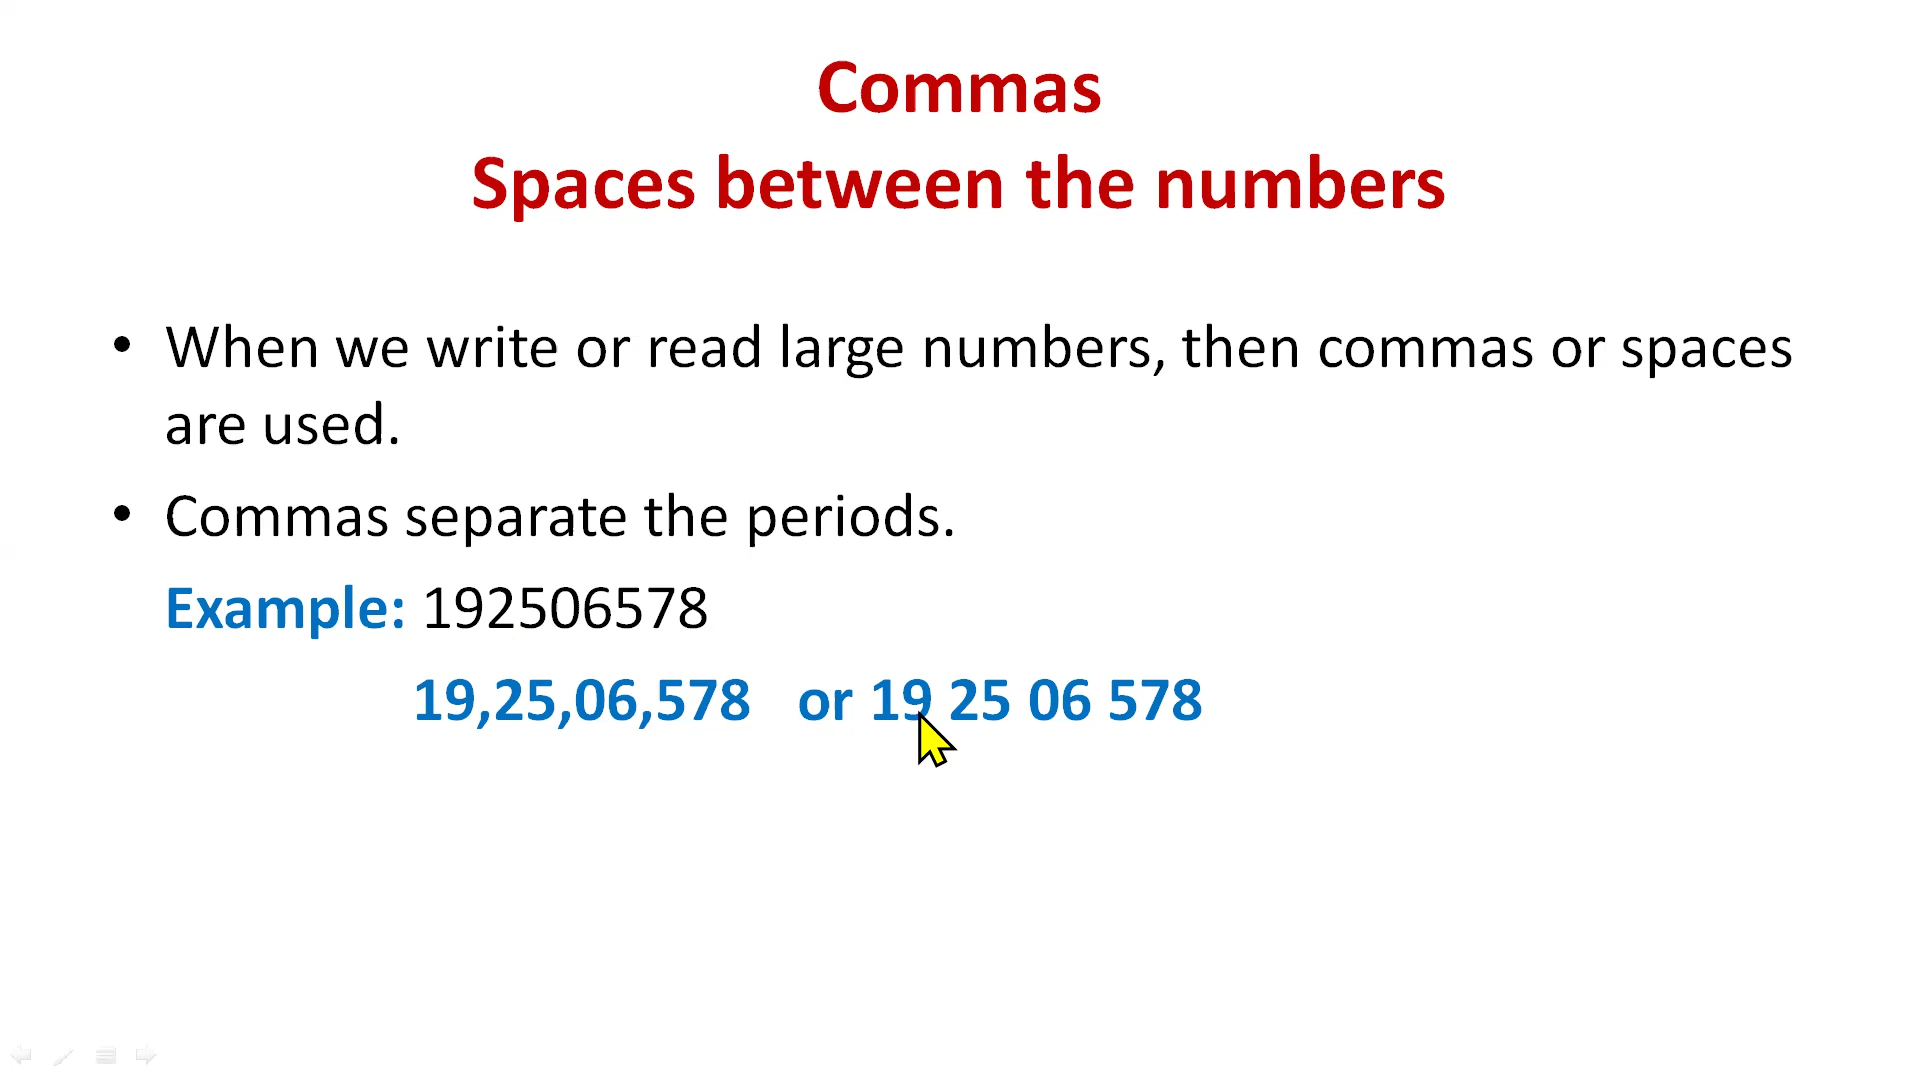 Commas
Spaces between the numbers
• When we write or read large numbers, then commas or spaces
are used.
• Commas separate the periods.
Example: 192506578
19,25,06,578 or 19 25 06 578